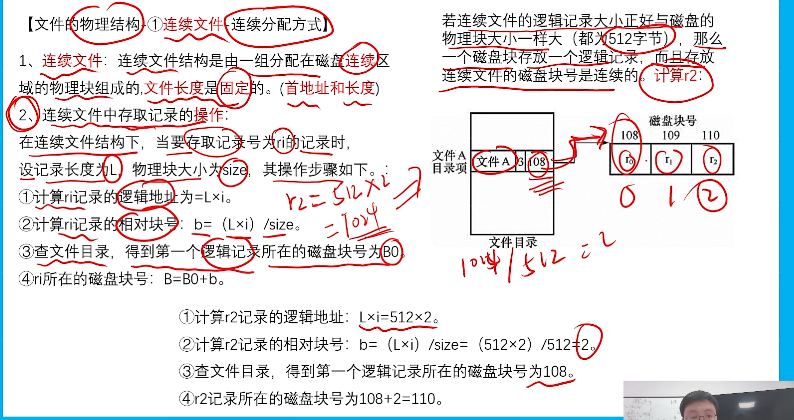 【文件的物理结构-①连续文件-连续分配方式】
1、连续文件：连续文件结构是由一组分配在磁盘连续区
域的物理块组成的,文件长度是固定的。(首地址和长度)
2、连续文件中存取记录的操作：
在连续文件结构下，当要存取记录号为ri的记录时，
设记录长度为L，物理块大小为size，其操作步骤如下。：
①计算ri记录的逻辑地址为=L×i。
②计算ri记录的相对块号：b=（L×i）/size。
③查文件目录，得到第一个逻辑记录所在的磁盘块号为B0。
④ri所在的磁盘块号：B=B0+b。
r2=512×2
=1024
若连续文件的逻辑记录大小正好与磁盘的
物理块大小一样大（都为512字节），那么
一个磁盘块存放一个逻辑记录，而且存放
连续文件的磁盘块号是连续的。计算r2：
磁盘块号
108 109 110
文件A
目录项
文件A 3 108
r0 r1 r2
0 1 2
文件目录
1024/512=2
①计算r2记录的逻辑地址：L×i=512×2。
②计算r2记录的相对块号：b=（L×i）/size=（512×2）/512=2。
③查文件目录，得到第一个逻辑记录所在的磁盘块号为108。
④r2记录所在的磁盘块号为108+2=110。